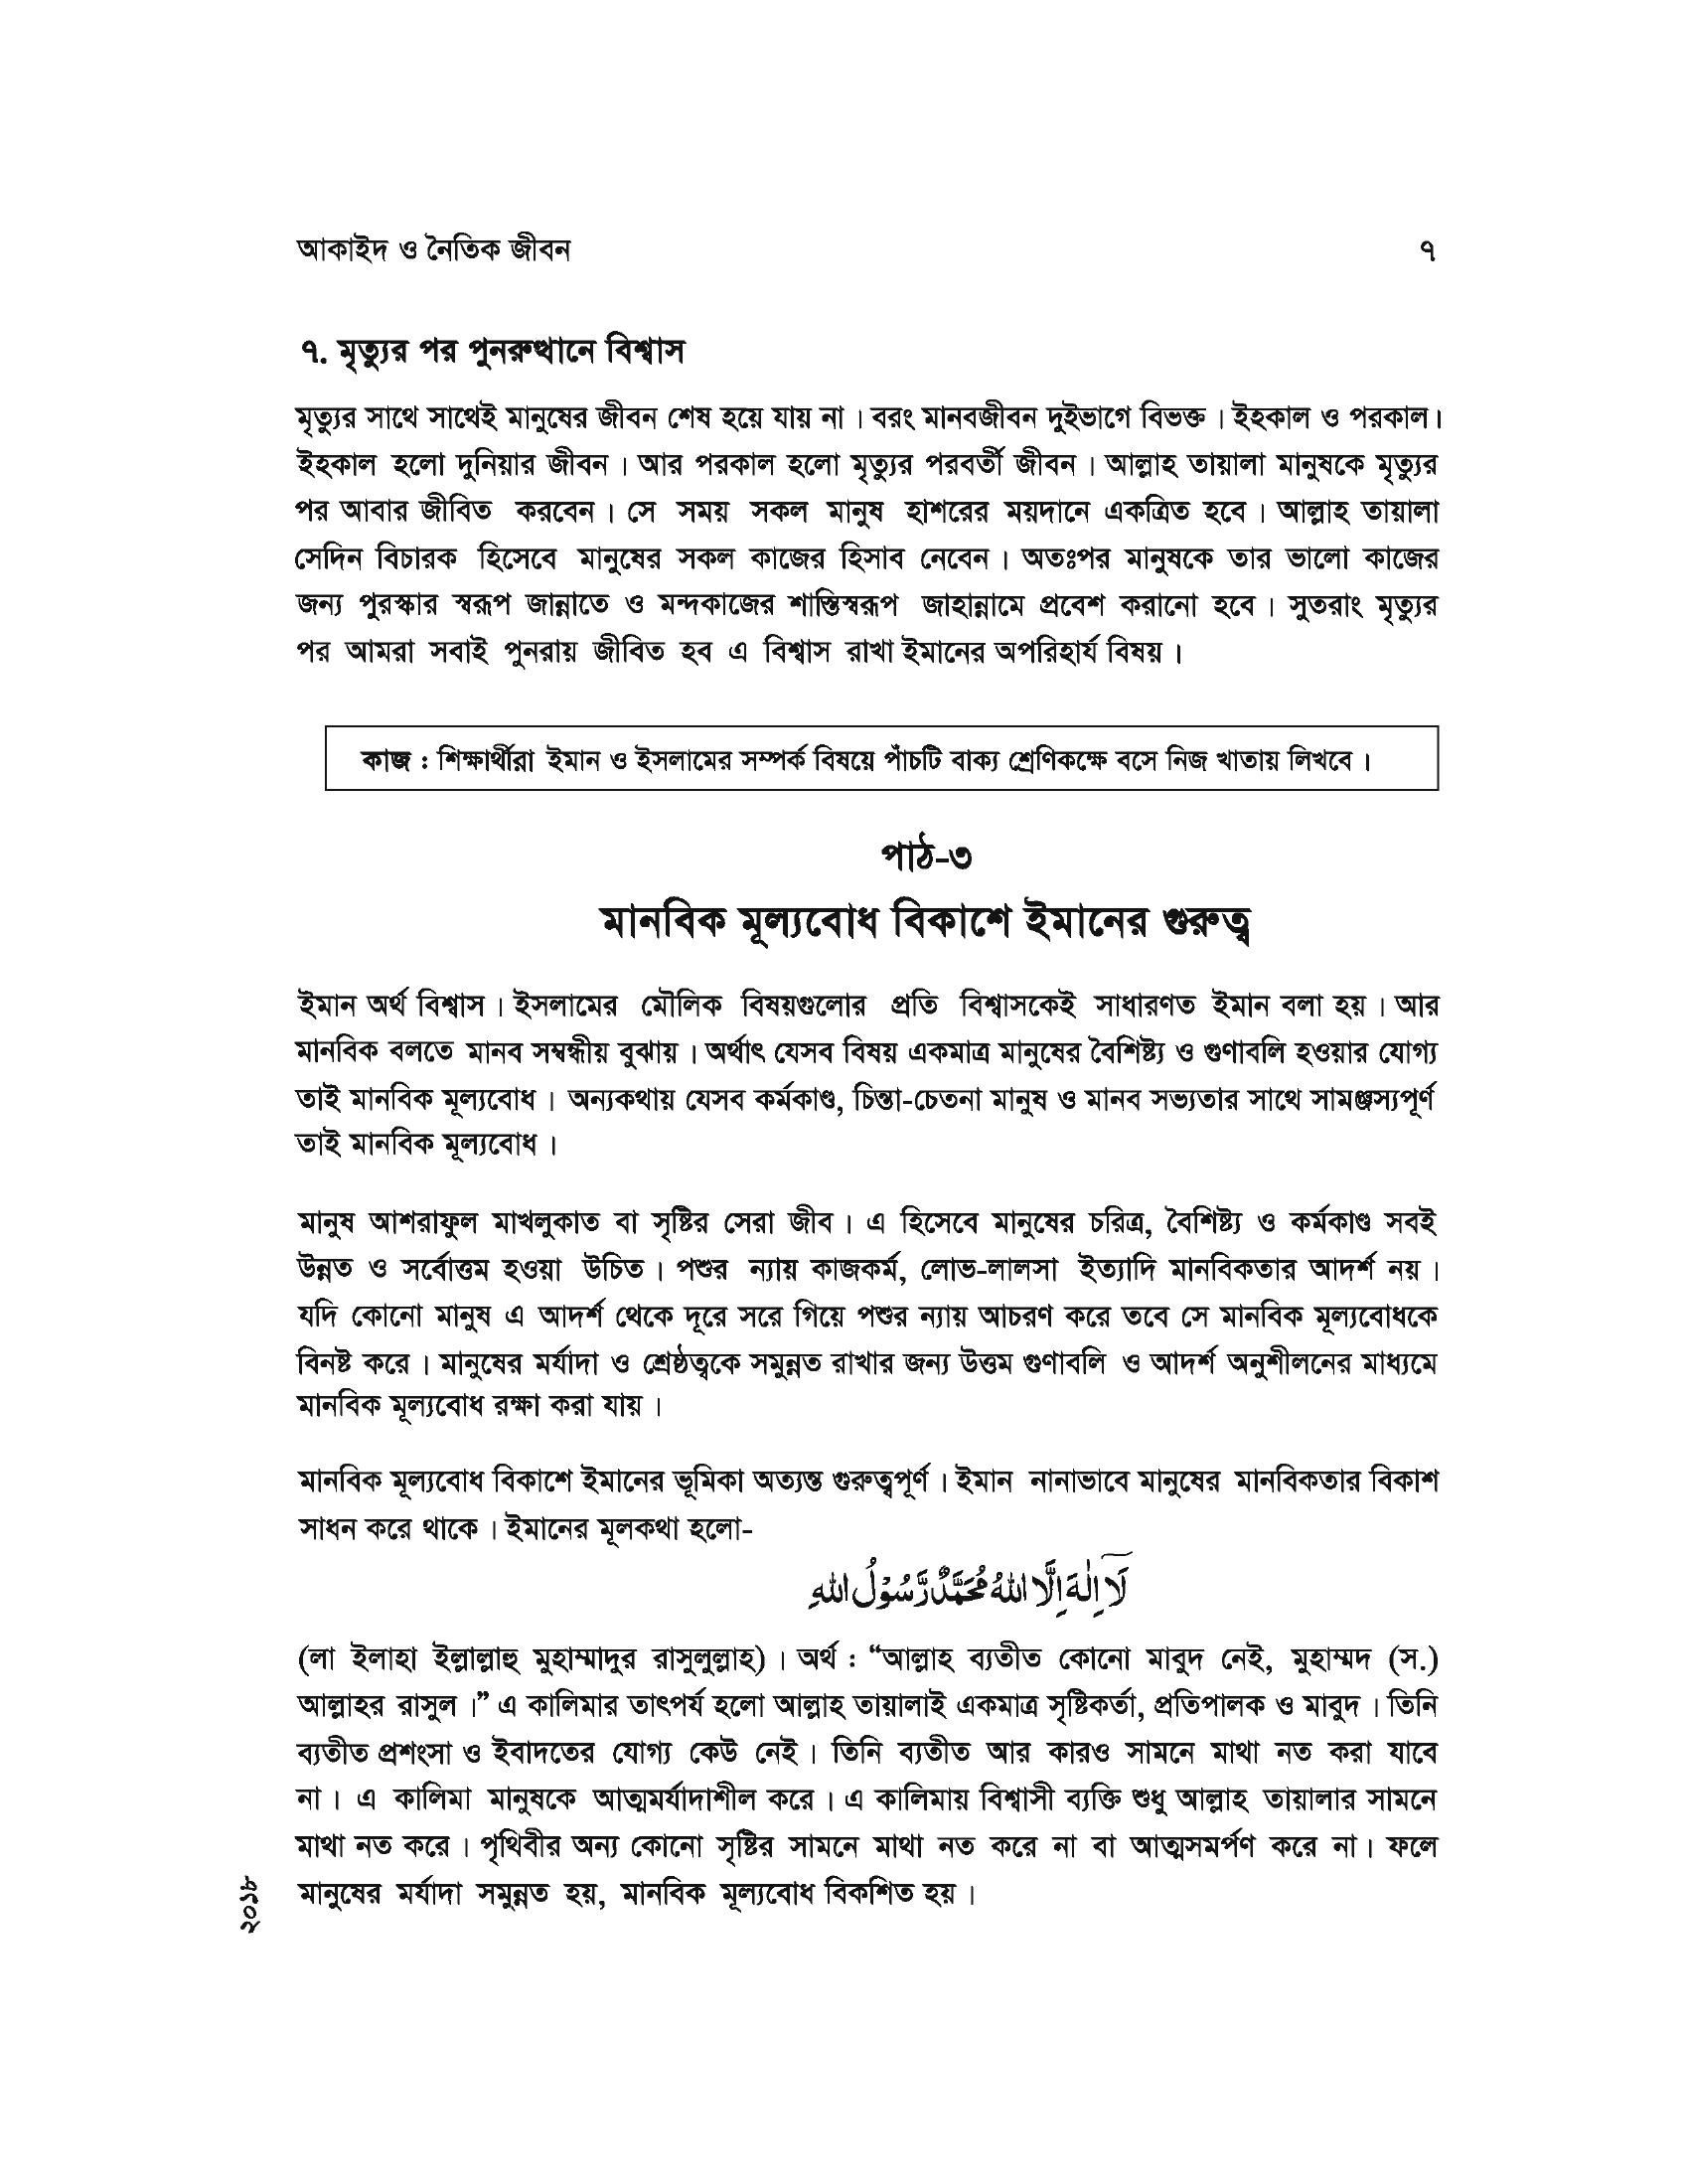 আকাইদ ও নৈতিক জীবন ৭
৭. মৃত্যুর পর পুনরুত্থানে বিশ্বাস
মৃত্যুর সাথে সাথেই মানুষের জীবন শেষ হয়ে যায় না। বরং মানবজীবন দুইভাগে বিভক্ত। ইহকাল ও পরকাল।
ইহকাল হলো দুনিয়ার জীবন। আর পরকাল হলো মৃত্যুর পরবর্তী জীবন। আল্লাহ তায়ালা মানুষকে মৃত্যুর
পর আবার জীবিত করবেন। সে সময় সকল মানুষ হাশরের ময়দানে একত্রিত হবে। আল্লাহ তায়ালা
সেদিন বিচারক হিসেবে মানুষের সকল কাজের হিসাব নেবেন। অতঃপর মানুষকে তার ভালো কাজের
জন্য পুরস্কার স্বরূপ জান্নাতে ও মন্দকাজের শাস্তিস্বরূপ জাহান্নামে প্রবেশ করানো হবে। সুতরাং মৃত্যুর
পর আমরা সবাই পুনরায় জীবিত হব এ বিশ্বাস রাখা ইমানের অপরিহার্য বিষয়।
কাজ : শিক্ষার্থীরা ইমান ও ইসলামের সম্পর্ক বিষয়ে পাঁচটি বাক্য শ্রেণিকক্ষে বসে নিজ খাতায় লিখবে।
পাঠ-৩
মানবিক মূল্যবোধ বিকাশে ইমানের গুরুত্ব
ইমান অর্থ বিশ্বাস। ইসলামের মৌলিক বিষয়গুলোর প্রতি বিশ্বাসকেই সাধারণত ইমান বলা হয়। আর
মানবিক বলতে মানব সম্বন্ধীয় বুঝায়। অর্থাৎ যেসব বিষয় একমাত্র মানুষের বৈশিষ্ট্য ও গুণাবলি হওয়ার যোগ্য
তাই মানবিক মূল্যবোধ। অন্যকথায় যেসব কর্মকাণ্ড, চিন্তা-চেতনা মানুষ ও মানব সভ্যতার সাথে সামঞ্জস্যপূর্ণ
তাই মানবিক মূল্যবোধ।
মানুষ আশরাফুল মাখলুকাত বা সৃষ্টির সেরা জীব। এ হিসেবে মানুষের চরিত্র, বৈশিষ্ট্য ও কর্মকাণ্ড সবই
উন্নত ও সর্বোত্তম হওয়া উচিত। পশুর ন্যায় কাজকর্ম, লোভ-লালসা ইত্যাদি মানবিকতার আদর্শ নয়।
যদি কোনো মানুষ এ আদর্শ থেকে দূরে সরে গিয়ে পশুর ন্যায় আচরণ করে তবে সে মানবিক মূল্যবোধকে
বিনষ্ট করে। মানুষের মর্যাদা ও শ্রেষ্ঠত্বকে সমুন্নত রাখার জন্য উত্তম গুণাবলি ও আদর্শ অনুশীলনের মাধ্যমে
মানবিক মূল্যবোধ রক্ষা করা যায়।
মানবিক মূল্যবোধ বিকাশে ইমানের ভূমিকা অত্যন্ত গুরুত্বপূর্ণ। ইমান নানাভাবে মানুষের মানবিকতার বিকাশ
সাধন করে থাকে। ইমানের মূলকথা হলো-
لَآ اِلٰهَ اِلَّا اللهُ مُحَمَّدٌ رَّسُوْلُ اللهِ
(লা ইলাহা ইল্লাল্লাহু মুহাম্মাদুর রাসুলুল্লাহ)। অর্থ : “আল্লাহ ব্যতীত কোনো মাবুদ নেই, মুহাম্মদ (স.)
আল্লাহর রাসুল।” এ কালিমার তাৎপর্য হলো আল্লাহ তায়ালাই একমাত্র সৃষ্টিকর্তা, প্রতিপালক ও মাবুদ। তিনি
ব্যতীত প্রশংসা ও ইবাদতের যোগ্য কেউ নেই। তিনি ব্যতীত আর কারও সামনে মাথা নত করা যাবে
না। এ কালিমা মানুষকে আত্মমর্যাদাশীল করে। এ কালিমায় বিশ্বাসী ব্যক্তি শুধু আল্লাহ তায়ালার সামনে
মাথা নত করে। পৃথিবীর অন্য কোনো সৃষ্টির সামনে মাথা নত করে না বা আত্মসমর্পণ করে না। ফলে
মানুষের মর্যাদা সমুন্নত হয়, মানবিক মূল্যবোধ বিকশিত হয়।
২০১৮